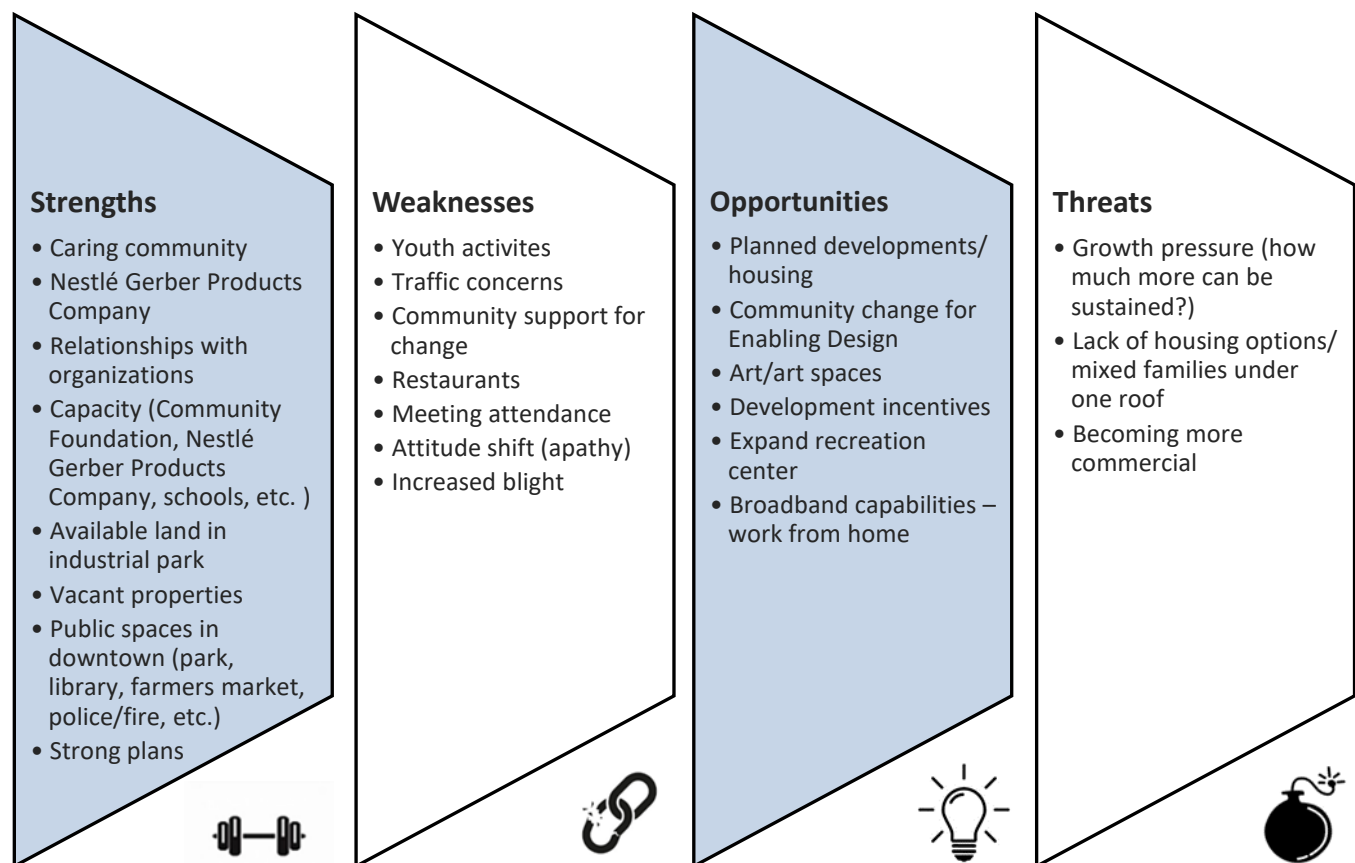 Strengths
• Caring community
• Nestlé Gerber Products
Company
• Relationships with
organizations
• Capacity (Community
Foundation, Nestlé
Gerber Products
Company, schools, etc. )
• Available land in
industrial park
• Vacant properties
• Public spaces in
downtown (park,
library, farmers market,
police/fire, etc.)
• Strong plans
Weaknesses
• Youth activites
• Traffic concerns
• Community support for
change
• Restaurants
• Meeting attendance
• Attitude shift (apathy)
• Increased blight
Opportunities
• Planned developments/
housing
• Community change for
Enabling Design
• Art/art spaces
• Development incentives
• Expand recreation
center
• Broadband capabilities –
work from home
Threats
• Growth pressure (how
much more can be
sustained?)
• Lack of housing options/
mixed families under
one roof
• Becoming more
commercial